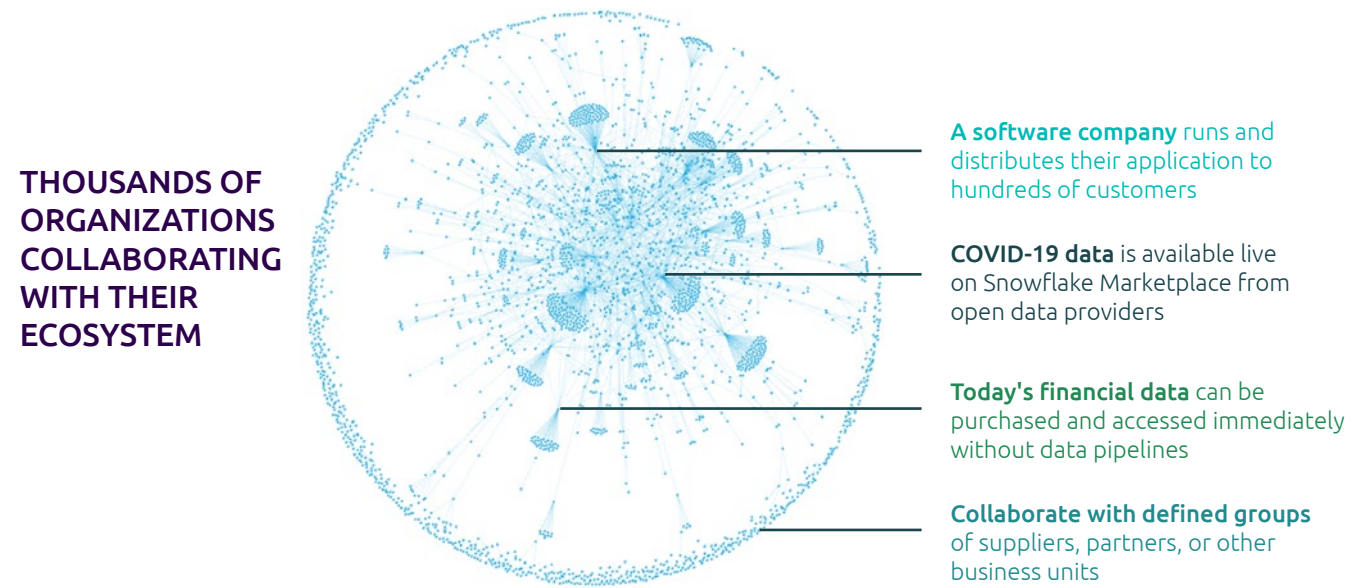 THOUSANDS OF
ORGANIZATIONS
COLLABORATING
WITH THEIR
ECOSYSTEM
A software company runs and
distributes their application to
hundreds of customers
COVID-19 data is available live
on Snowflake Marketplace from
open data providers
Today's financial data can be
purchased and accessed immediately
without data pipelines
Collaborate with defined groups
of suppliers, partners, or other
business units